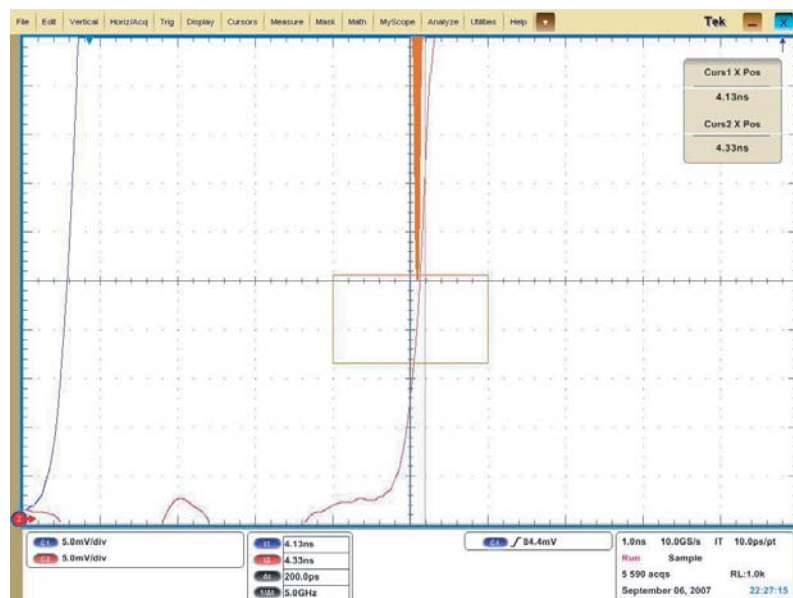 File Edit Vertical Horiz/Acq Trig Display Cursors Measure Mask Math MyScope Analyze Utilities Help Tek X
Curs1 X Pos
4.13ns
Curs2 X Pos
4.33ns
2
C1 5.0mV/div
C2 5.0mV/div
t1 4.13ns
t2 4.33ns
Δt 200.0ps
1/Δt 5.0GHz
C1 84.4mV
1.0ns 10.0GS/s IT 10.0ps/pt
Run Sample
5 590 acqs RL:1.0k
September 06, 2007 22:27:15